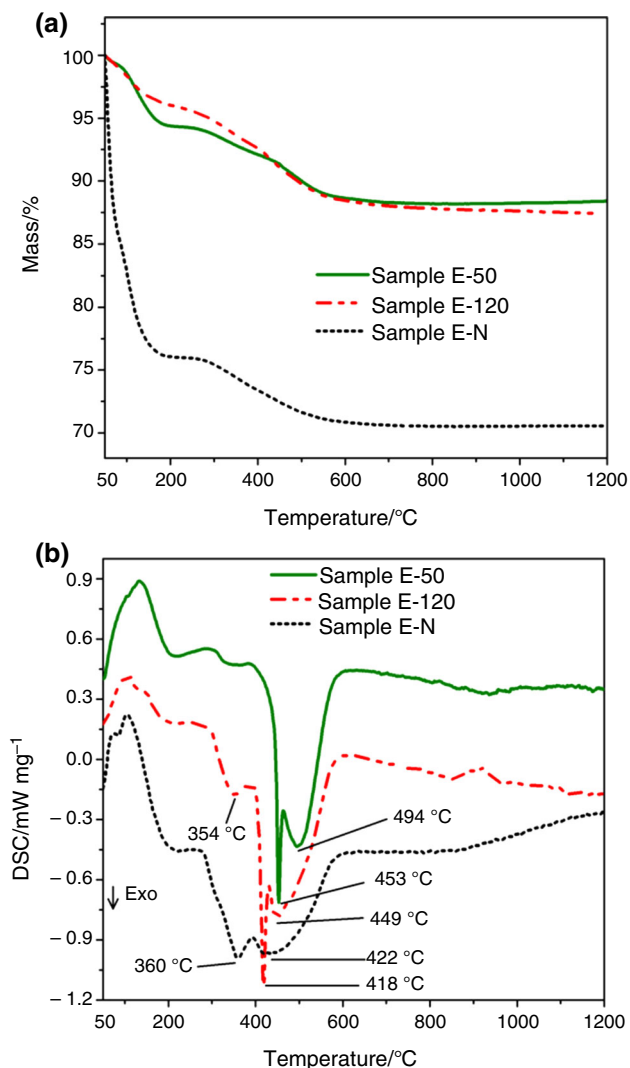 (a)
100
95
90
85
80
75
70
Mass/%
Sample E-50
Sample E-120
Sample E-N
50 200 400 600 800 1000 1200
Temperature/°C
(b)
0.9
0.6
0.3
0.0
−0.3
−0.6
−0.9
−1.2
DSC/mW mg⁻¹
Sample E-50
Sample E-120
Sample E-N
354 °C
494 °C
453 °C
Exo
449 °C
360 °C
422 °C
418 °C
50 200 400 600 800 1000 1200
Temperature/°C